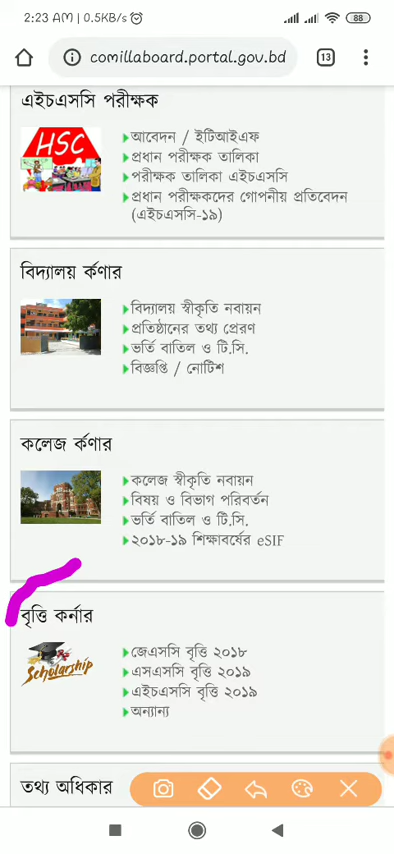 2:23 AM | 0.5KB/s
88
comillaboard.portal.gov.bd
13
এইচএসসি পরীক্ষক
HSC
আবেদন / ইটিআইএফ
প্রধান পরীক্ষক তালিকা
পরীক্ষক তালিকা এইচএসসি
প্রধান পরীক্ষকদের গোপনীয় প্রতিবেদন
(এইচএসসি-১৯)
বিদ্যালয় র্কণার
বিদ্যালয় স্বীকৃতি নবায়ন
প্রতিষ্ঠানের তথ্য প্রেরণ
ভর্তি বাতিল ও টি.সি.
বিজ্ঞপ্তি / নোটিশ
কলেজ র্কণার
কলেজ স্বীকৃতি নবায়ন
বিষয় ও বিভাগ পরিবর্তন
ভর্তি বাতিল ও টি.সি.
২০১৮-১৯ শিক্ষাবর্ষের eSIF
বৃত্তি কর্নার
Scholarship
জেএসসি বৃত্তি ২০১৮
এসএসসি বৃত্তি ২০১৯
এইচএসসি বৃত্তি ২০১৯
অন্যান্য
তথ্য অধিকার